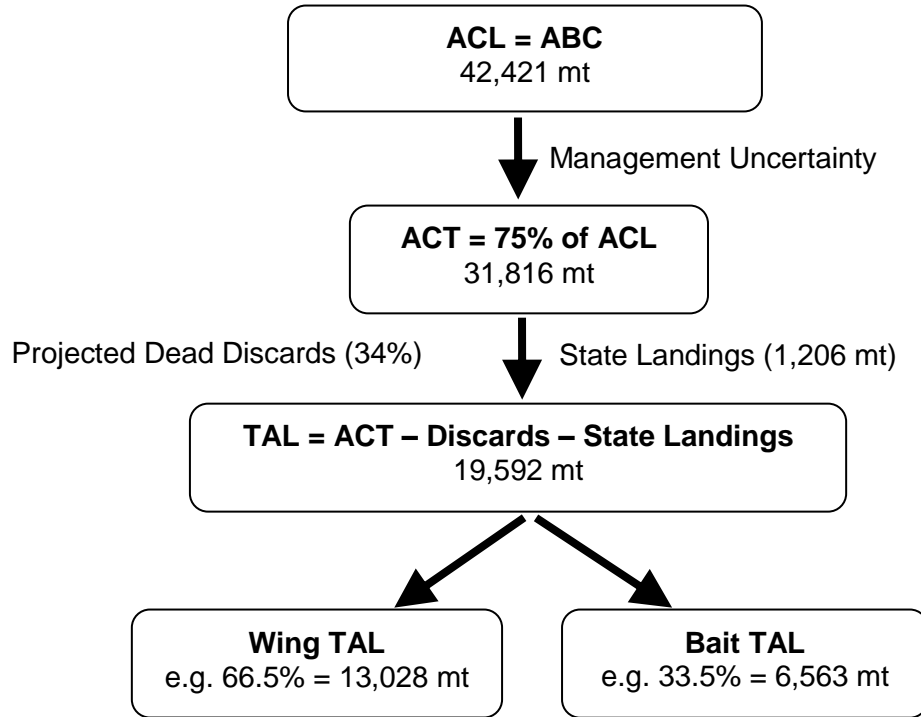 ACL = ABC
42,421 mt
Management Uncertainty
ACT = 75% of ACL
31,816 mt
Projected Dead Discards (34%)
State Landings (1,206 mt)
TAL = ACT – Discards – State Landings
19,592 mt
Wing TAL
e.g. 66.5% = 13,028 mt
Bait TAL
e.g. 33.5% = 6,563 mt